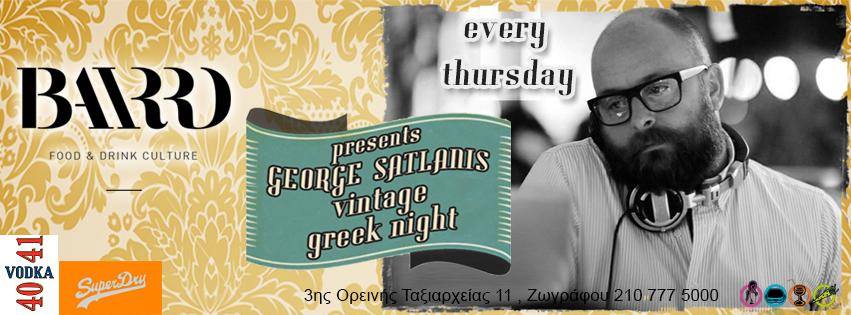 BARRO
FOOD & DRINK CULTURE
every
thursday
presents
GEORGE SATLANIS
vintage
greek night
40 41
VODKA
SuperDry
3ης Ορεινής Ταξιαρχείας 11 , Ζωγράφου 210 777 5000